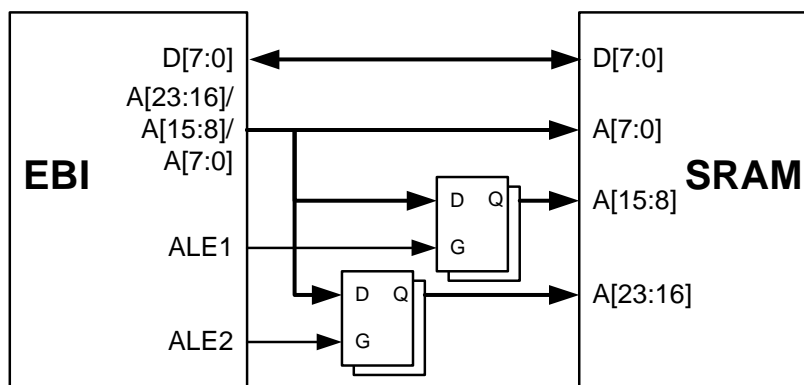 D[7:0]
D[7:0]
A[23:16]/
A[15:8]/
A[7:0]
A[7:0]
EBI
SRAM
D Q
G
A[15:8]
ALE1
D Q
G
A[23:16]
ALE2